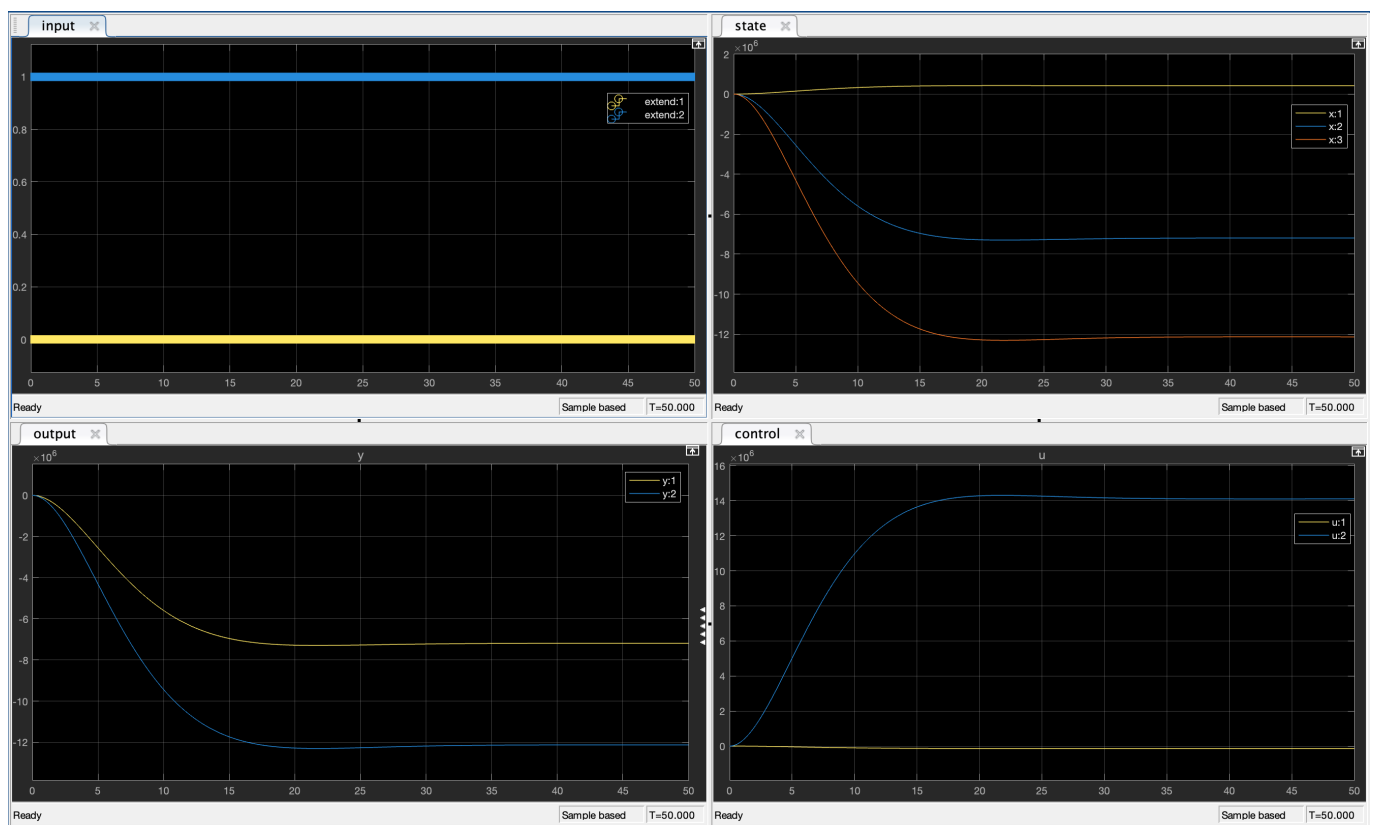 input
1
0.8
0.6
0.4
0.2
0
0 5 10 15 20 25 30 35 40 45 50
extend:1
extend:2
Ready Sample based T=50.000
state
×10⁶
2
0
-2
-4
-6
-8
-10
-12
0 5 10 15 20 25 30 35 40 45 50
x:1
x:2
x:3
Ready Sample based T=50.000
output
×10⁶
y
0
-2
-4
-6
-8
-10
-12
0 5 10 15 20 25 30 35 40 45 50
y:1
y:2
Ready Sample based T=50.000
control
×10⁶
u
16
14
12
10
8
6
4
2
0
0 5 10 15 20 25 30 35 40 45 50
u:1
u:2
Ready Sample based T=50.000